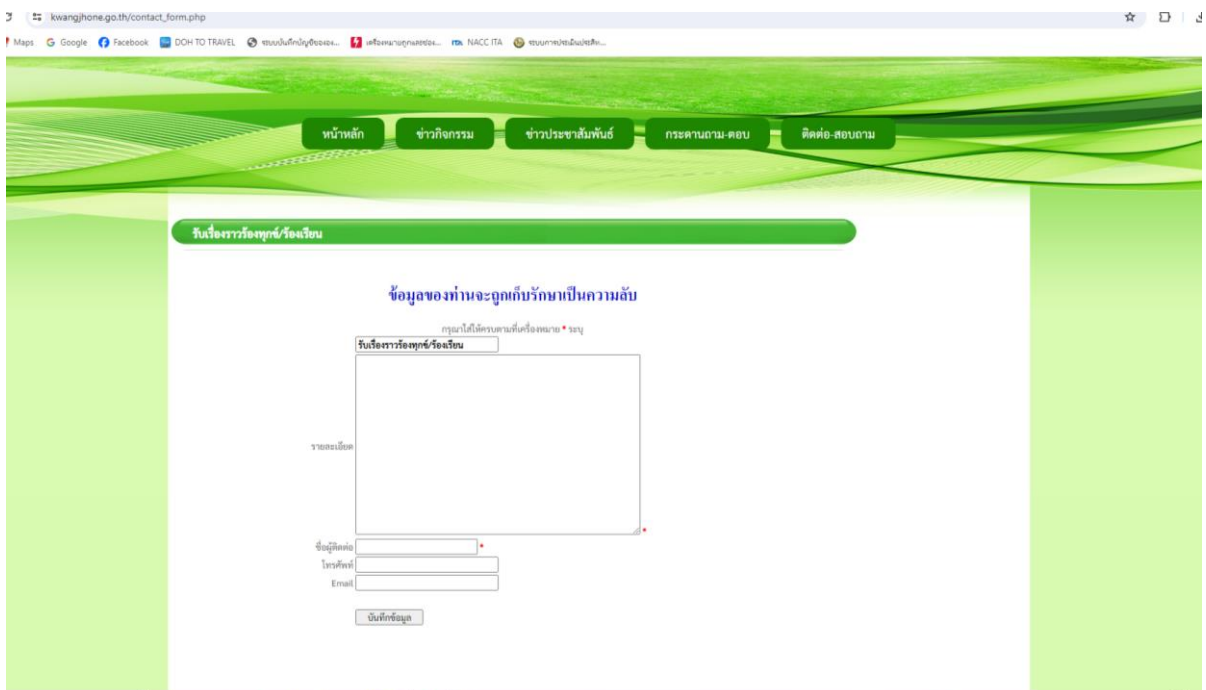 kwangjhone.go.th/contact_form.php
Maps Google Facebook DOH TO TRAVEL NACC ITA
หน้าหลัก ข่าวกิจกรรม ข่าวประชาสัมพันธ์ กระดานถาม-ตอบ ติดต่อ-สอบถาม
รับเรื่องราวร้องทุกข์/ร้องเรียน
ข้อมูลของท่านจะถูกเก็บรักษาเป็นความลับ
กรุณาใส่ให้ครบตามที่เครื่องหมาย * ระบุ
รับเรื่องราวร้องทุกข์/ร้องเรียน
รายละเอียด
*
ชื่อผู้ติดต่อ *
โทรศัพท์
Email
บันทึกข้อมูล